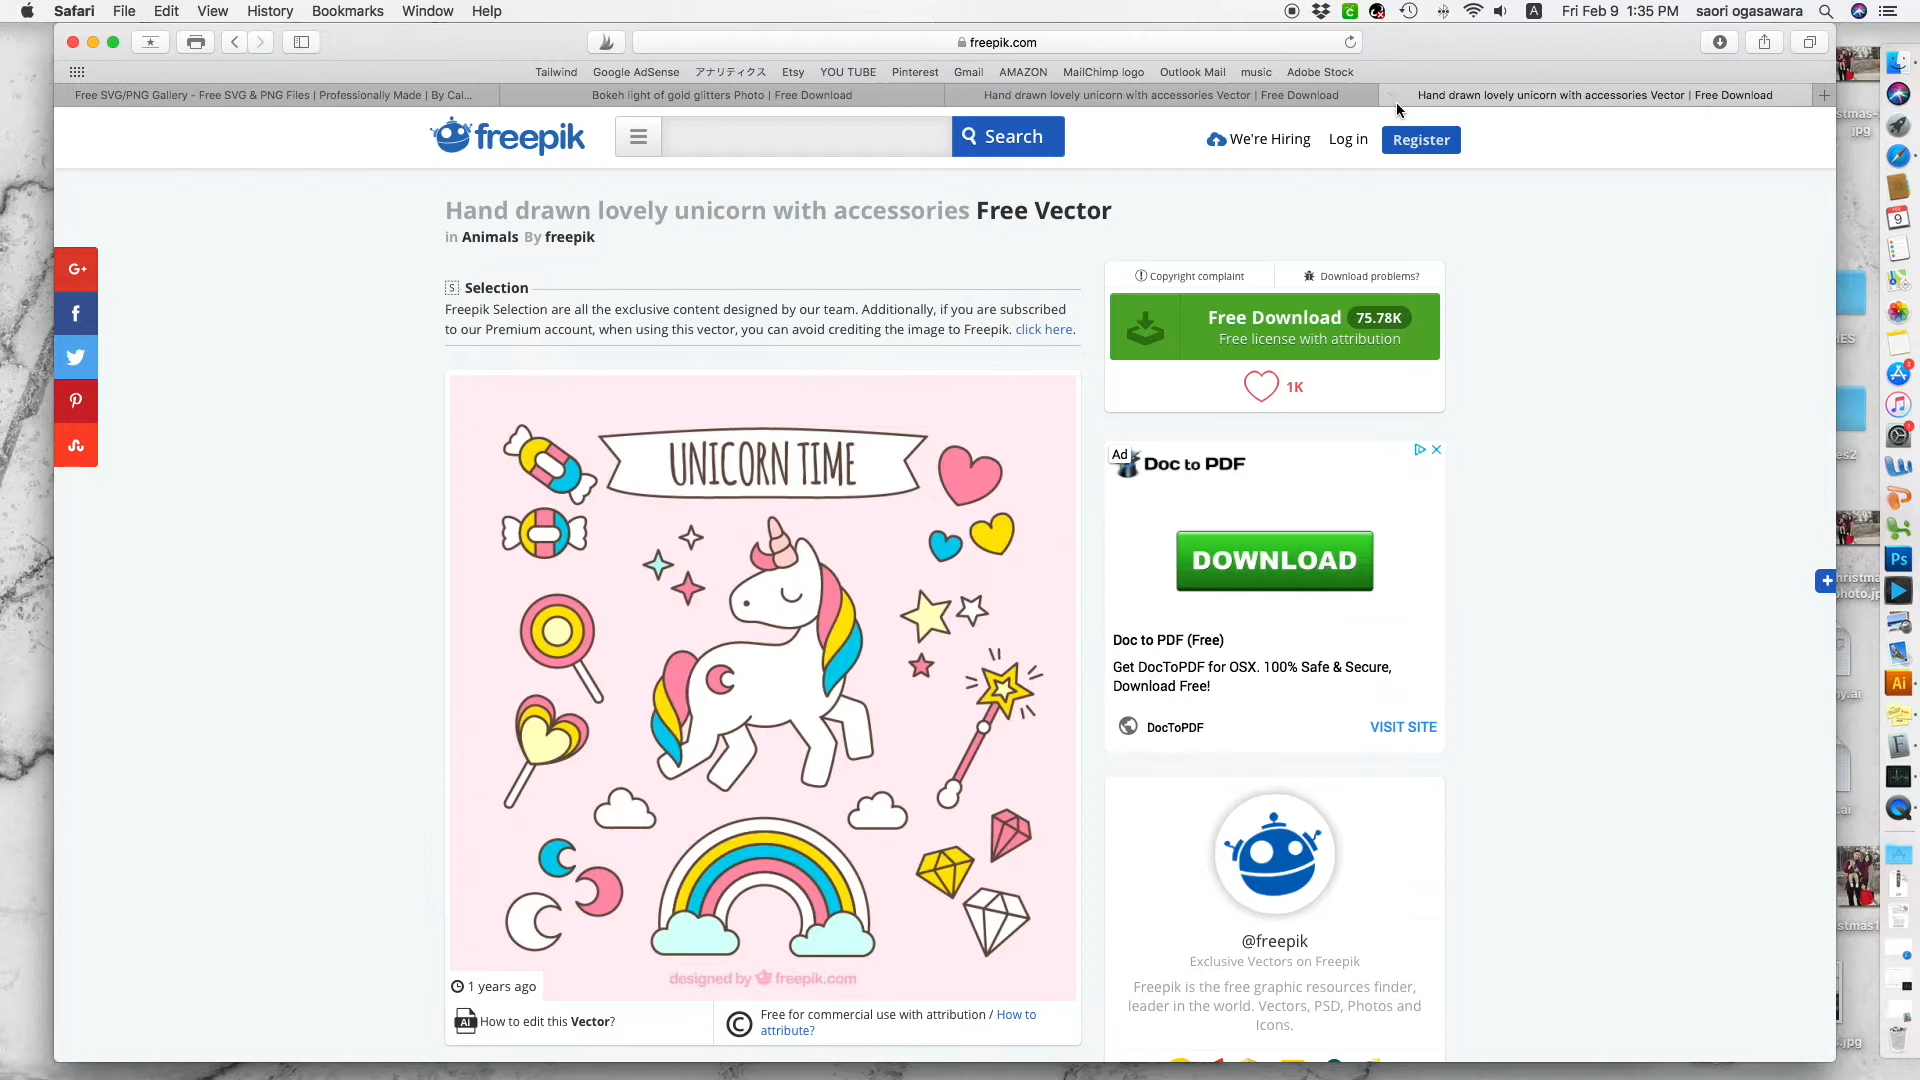 Safari File Edit View History Bookmarks Window Help
A Fri Feb 9 1:35 PM saori ogasawara
freepik.com
Tailwind Google AdSense アナリティクス Etsy YOU TUBE Pinterest Gmail AMAZON MailChimp logo Outlook Mail music Adobe Stock
Free SVG/PNG Gallery - Free SVG & PNG Files | Professionally Made | By Cal...
Bokeh light of gold glitters Photo | Free Download
Hand drawn lovely unicorn with accessories Vector | Free Download
Hand drawn lovely unicorn with accessories Vector | Free Download
freepik
Search
We're Hiring
Log in
Register
Hand drawn lovely unicorn with accessories Free Vector
in Animals By freepik
G+
S Selection
Freepik Selection are all the exclusive content designed by our team. Additionally, if you are subscribed
to our Premium account, when using this vector, you can avoid crediting the image to Freepik. click here.
Copyright complaint
Download problems?
Free Download 75.78K
Free license with attribution
1K
UNICORN TIME
designed by freepik.com
1 years ago
How to edit this Vector?
Free for commercial use with attribution / How to
attribute?
Ad
Doc to PDF
DOWNLOAD
Doc to PDF (Free)
Get DocToPDF for OSX. 100% Safe & Secure,
Download Free!
DocToPDF
VISIT SITE
@freepik
Exclusive Vectors on Freepik
Freepik is the free graphic resources finder,
leader in the world. Vectors, PSD, Photos and
Icons.
9
Ps
Ai